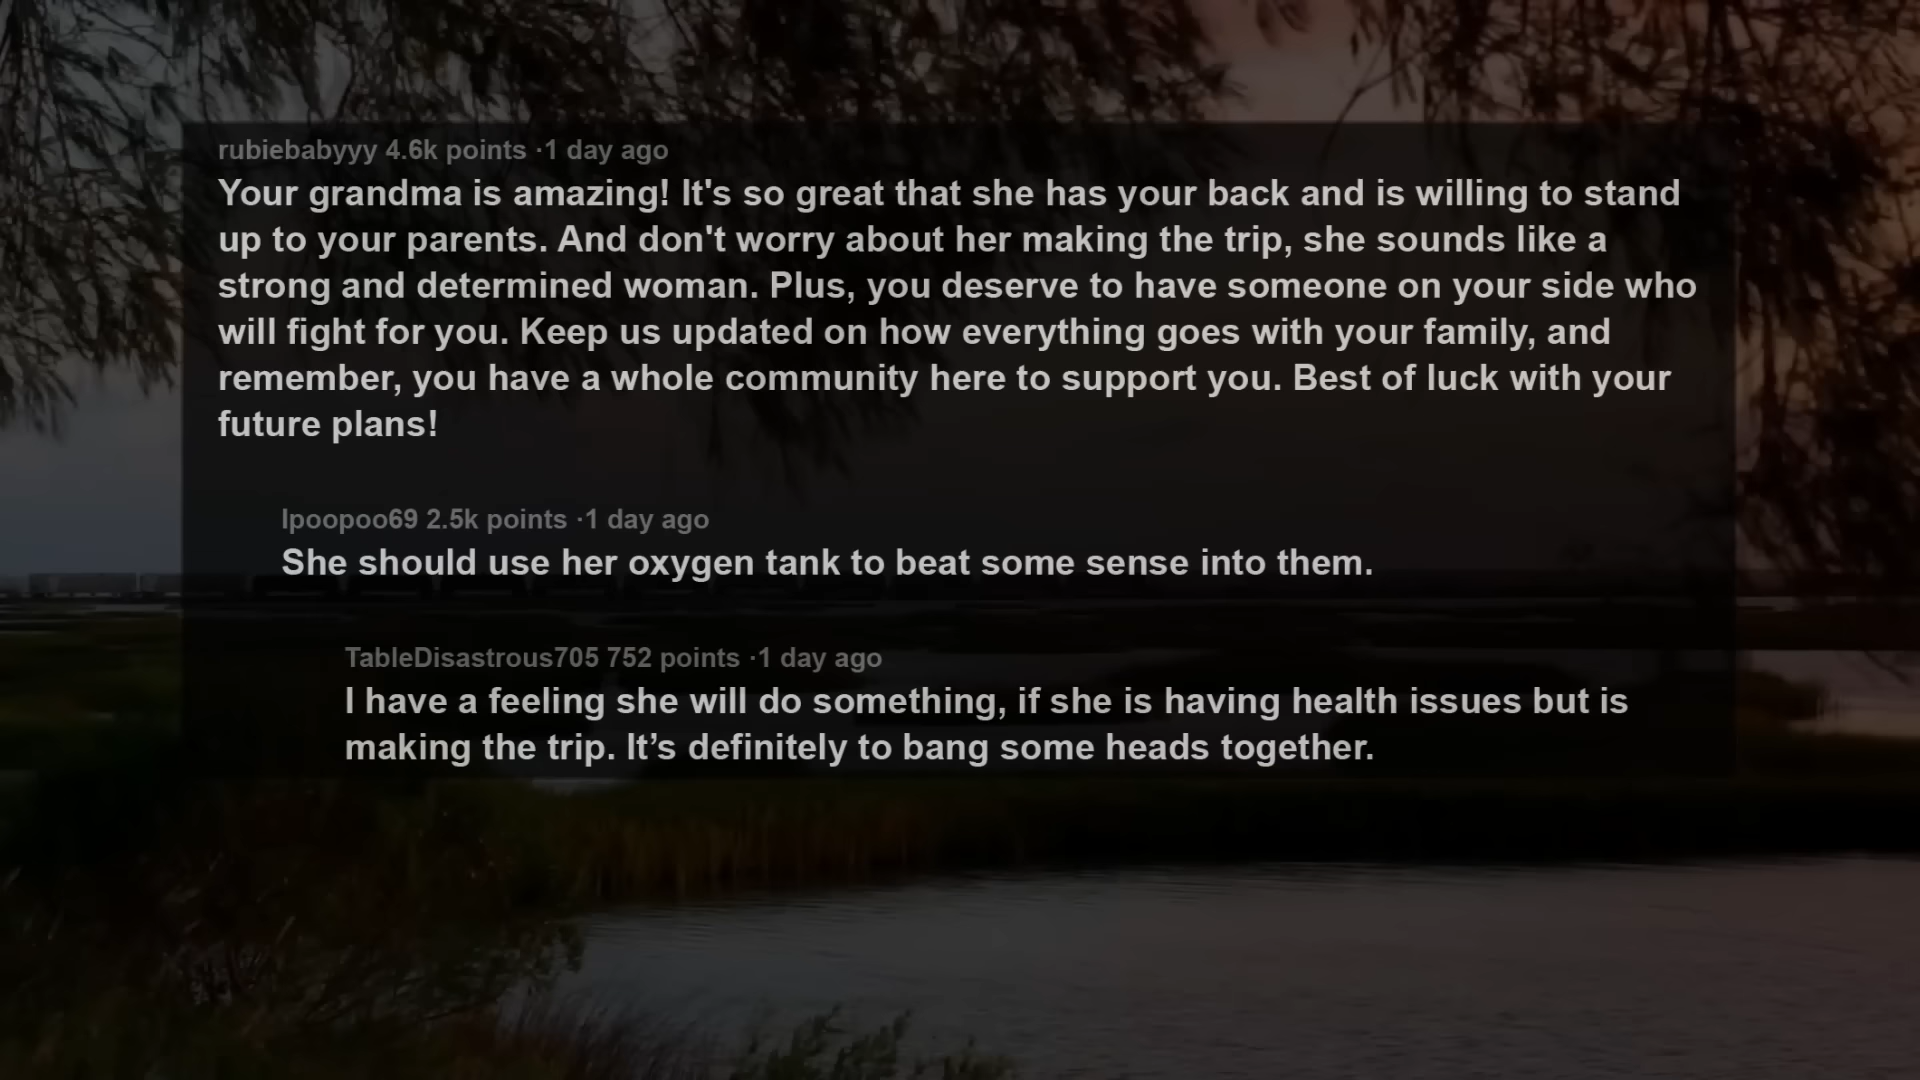 rubiebabyyy 4.6k points ·1 day ago
Your grandma is amazing! It's so great that she has your back and is willing to stand
up to your parents. And don't worry about her making the trip, she sounds like a
strong and determined woman. Plus, you deserve to have someone on your side who
will fight for you. Keep us updated on how everything goes with your family, and
remember, you have a whole community here to support you. Best of luck with your
future plans!
Ipoopoo69 2.5k points ·1 day ago
She should use her oxygen tank to beat some sense into them.
TableDisastrous705 752 points ·1 day ago
I have a feeling she will do something, if she is having health issues but is
making the trip. It’s definitely to bang some heads together.